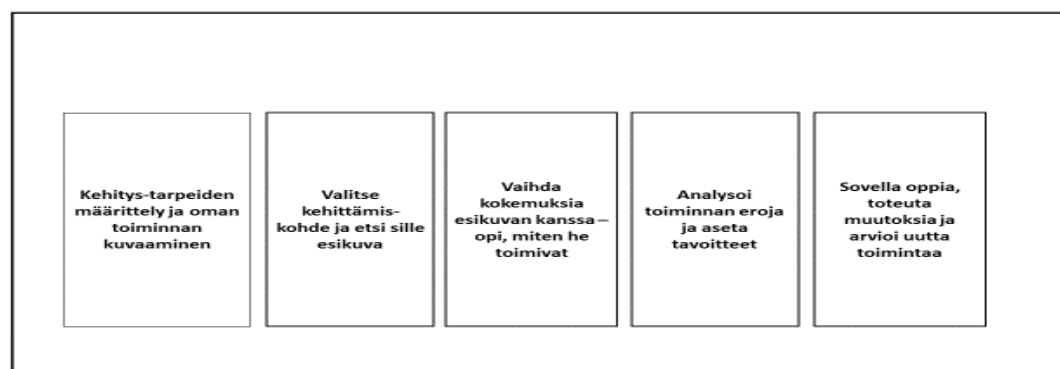 Kehitys-tarpeiden
määrittely ja oman
toiminnan
kuvaaminen
Valitse
kehittämis-
kohde ja etsi sille
esikuva
Vaihda
kokemuksia
esikuvan kanssa –
opi, miten he
toimivat
Analysoi
toiminnan eroja
ja aseta
tavoitteet
Sovella oppia,
toteuta
muutoksia ja
arvioi uutta
toimintaa